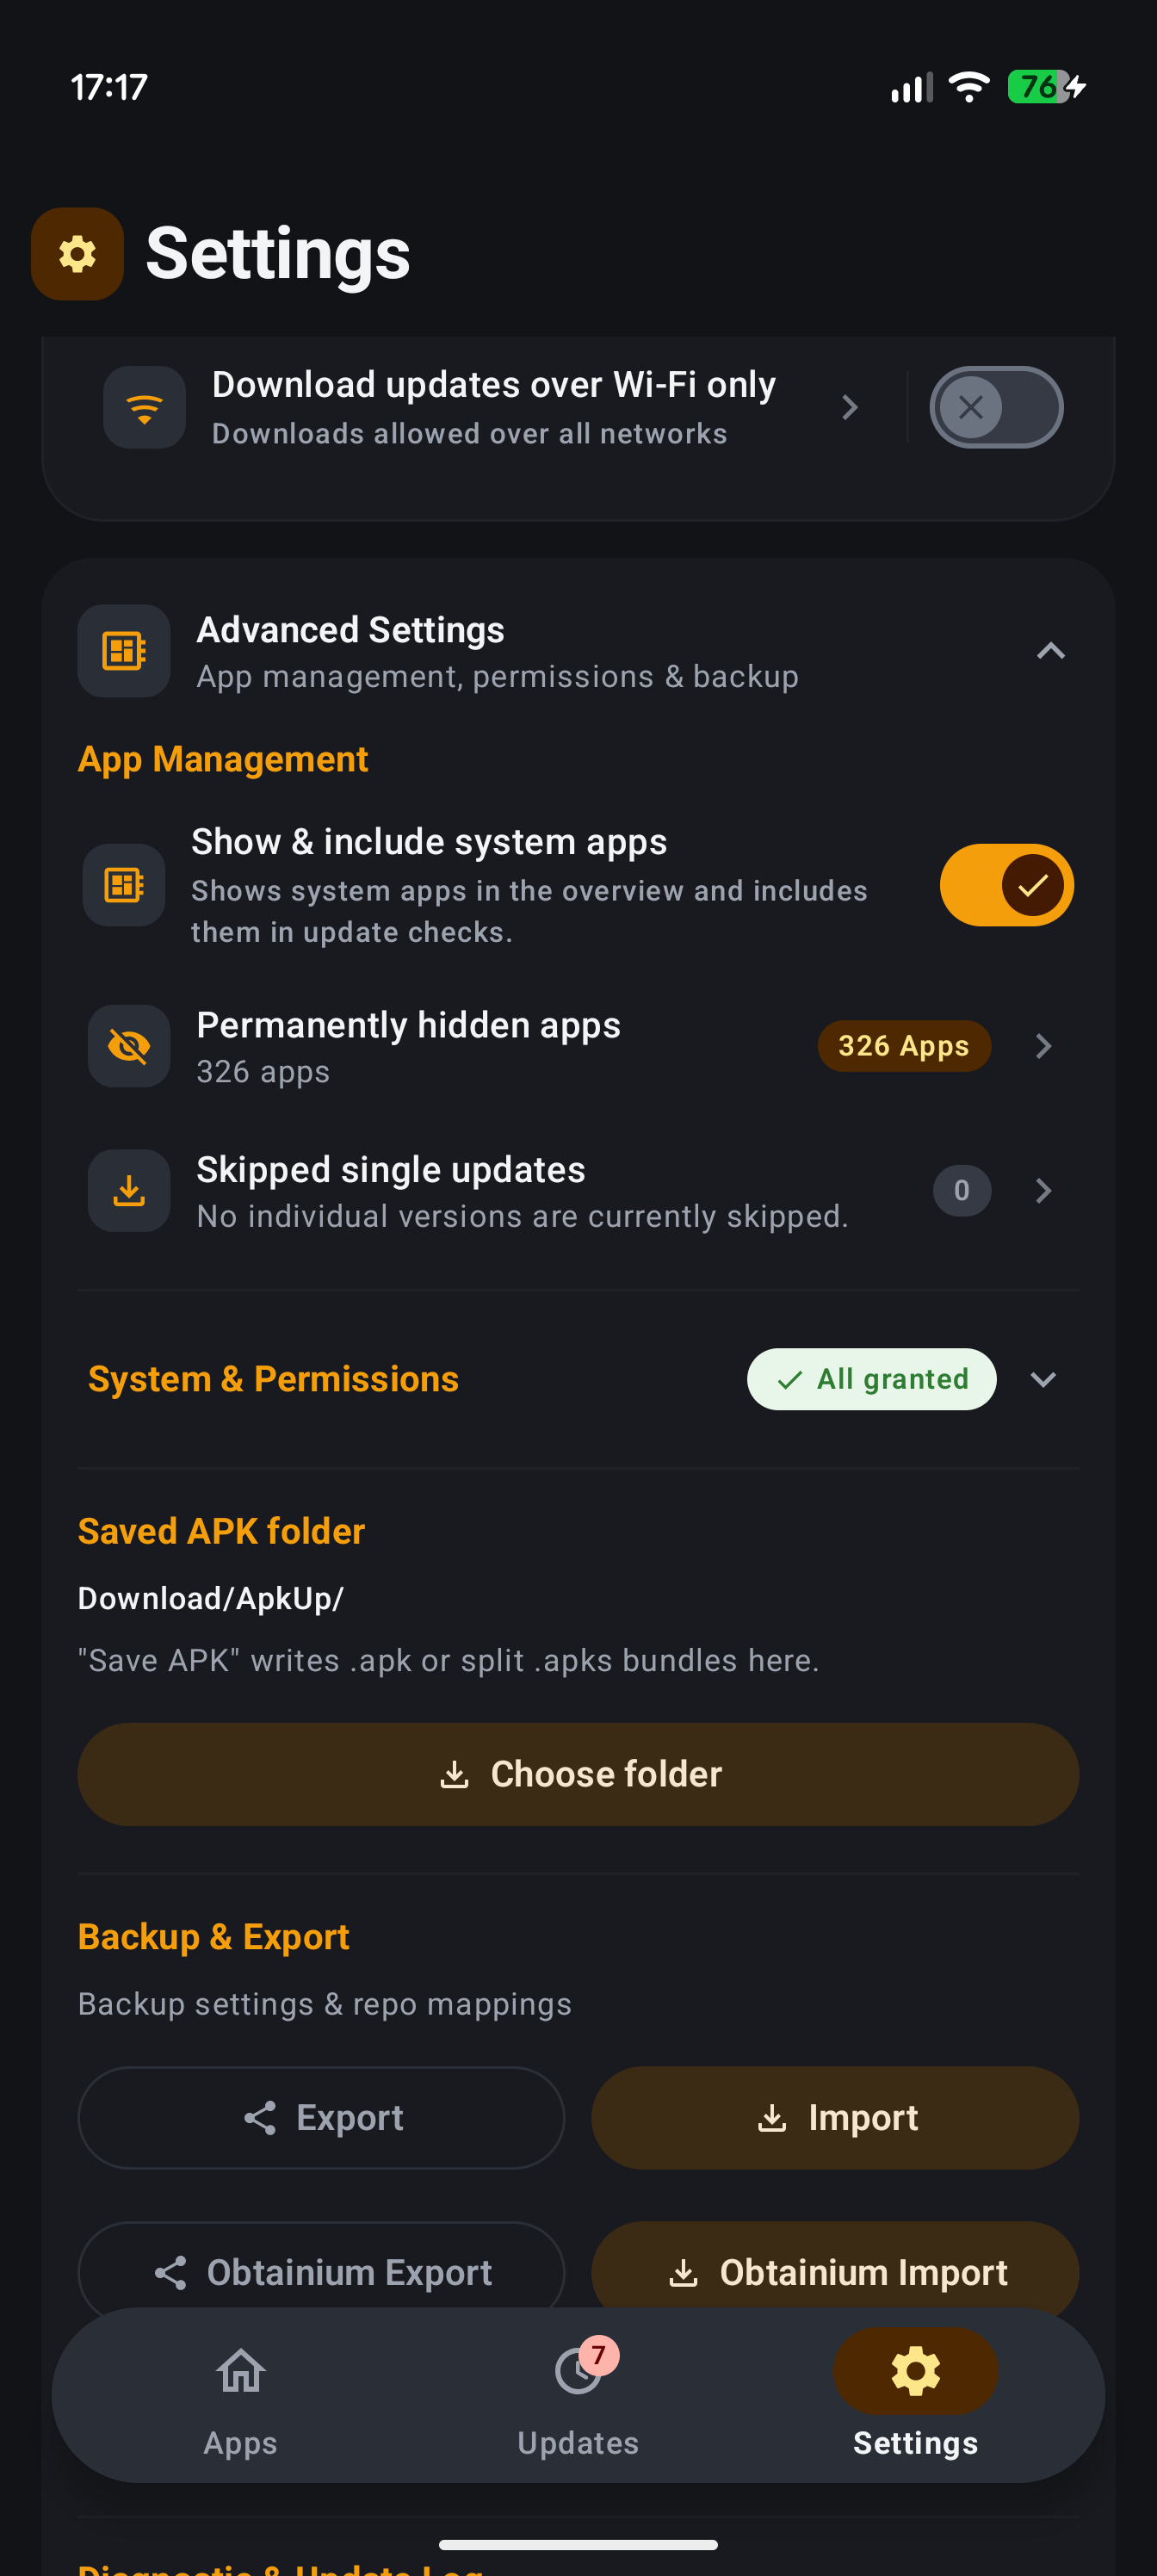 17:17
76
Settings
Download updates over Wi-Fi only
Downloads allowed over all networks
Advanced Settings
App management, permissions & backup
App Management
Show & include system apps
Shows system apps in the overview and includes
them in update checks.
Permanently hidden apps
326 apps
326 Apps
Skipped single updates
No individual versions are currently skipped.
0
System & Permissions
All granted
Saved APK folder
Download/ApkUp/
"Save APK" writes .apk or split .apks bundles here.
Choose folder
Backup & Export
Backup settings & repo mappings
Export
Import
Obtainium Export
Obtainium Import
7
Apps
Updates
Settings
Diagnostic & Update Log